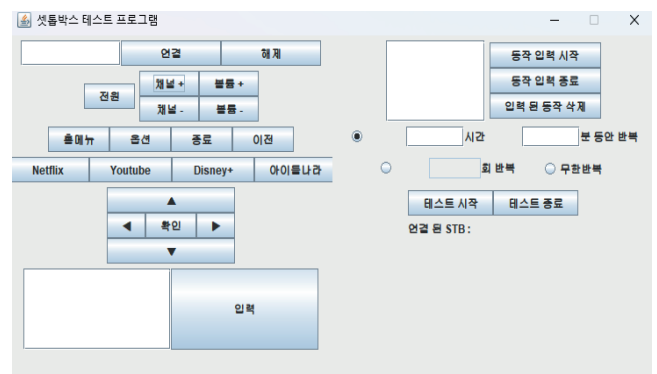 셋톱박스 테스트 프로그램
연결 해제
전원 채널 + 볼륨 +
채널 - 볼륨 -
홈메뉴 옵션 종료 이전
Netflix Youtube Disney+ 아이들나라
▲
◀ 확인 ▶
▼
입력
동작 입력 시작
동작 입력 종료
입력 된 동작 삭제
시간 분 동안 반복
회 반복 무한반복
테스트 시작 테스트 종료
연결 된 STB :